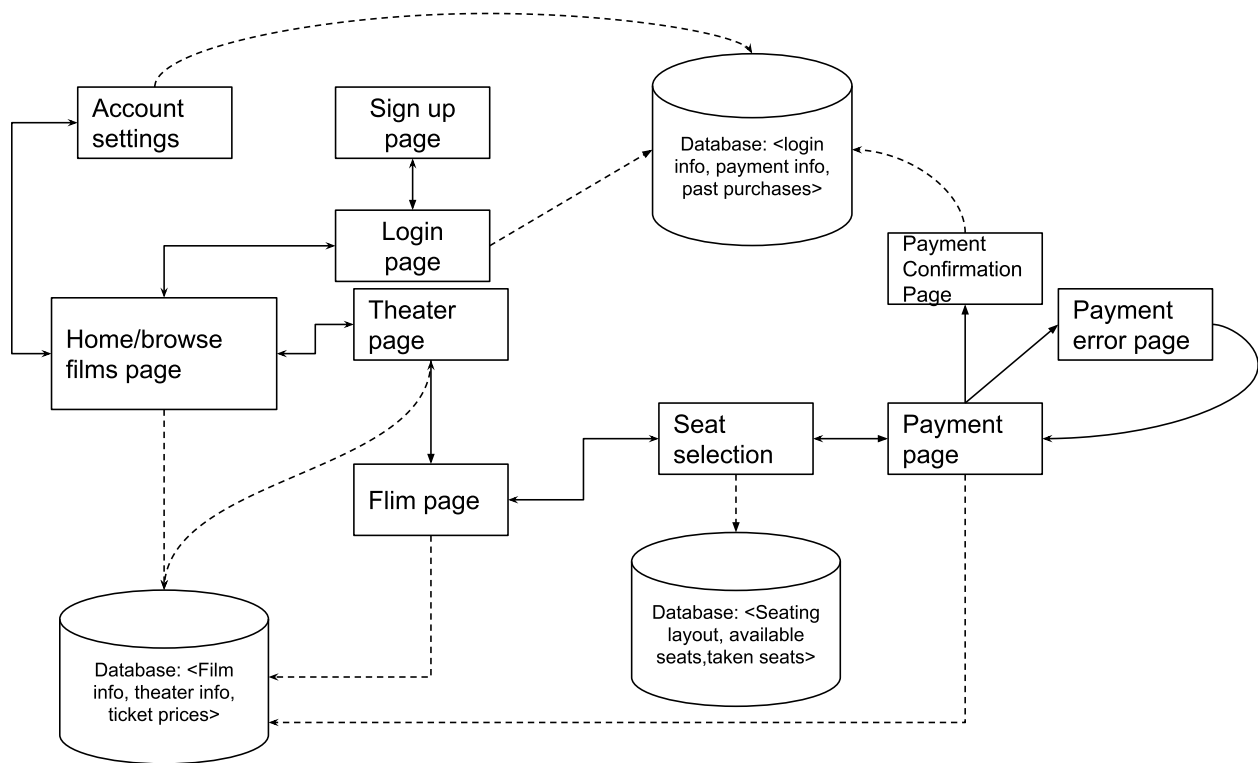 Account
settings
Sign up
page
Database: <login
info, payment info,
past purchases>
Login
page
Payment
Confirmation
Page
Home/browse
films page
Theater
page
Payment
error page
Seat
selection
Payment
page
Flim page
Database: <Seating
layout, available
seats,taken seats>
Database: <Film
info, theater info,
ticket prices>